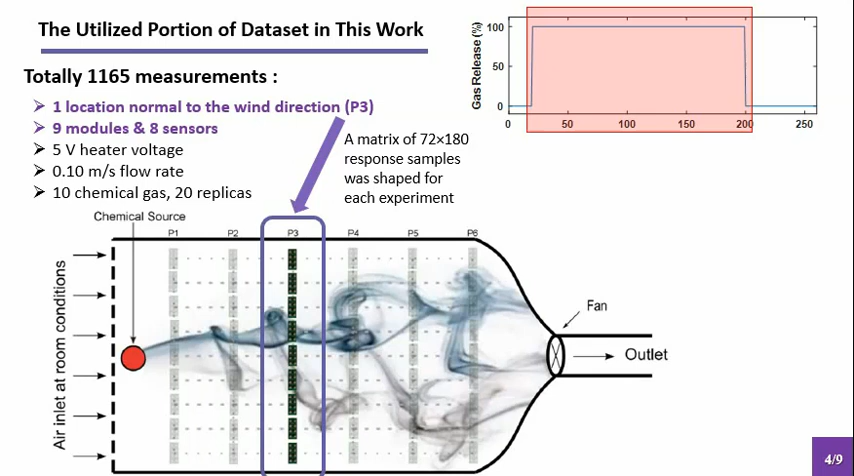 The Utilized Portion of Dataset in This Work
Totally 1165 measurements :
➢ 1 location normal to the wind direction (P3)
➢ 9 modules & 8 sensors
➢ 5 V heater voltage
➢ 0.10 m/s flow rate
➢ 10 chemical gas, 20 replicas
A matrix of 72×180
response samples
was shaped for
each experiment
Gas Release (%)
100
50
0
0 50 100 150 200 250
Chemical Source
P1 P2 P3 P4 P5 P6
Air inlet at room conditions
Fan
Outlet
4/9